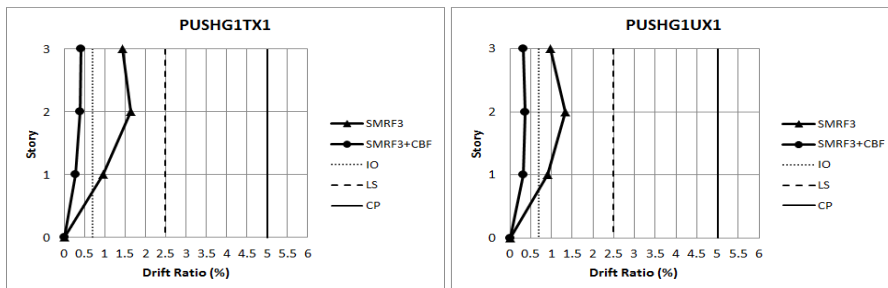 PUSHG1TX1
3
2
1
0
Story
0 0.5 1 1.5 2 2.5 3 3.5 4 4.5 5 5.5 6
Drift Ratio (%)
SMRF3
SMRF3+CBF
IO
LS
CP
PUSHG1UX1
3
2
1
0
Story
0 0.5 1 1.5 2 2.5 3 3.5 4 4.5 5 5.5 6
Drift Ratio (%)
SMRF3
SMRF3+CBF
IO
LS
CP